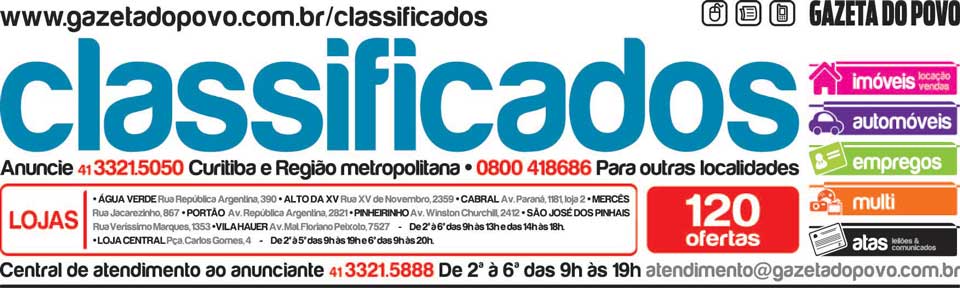 www.gazetadopovo.com.br/classificados
GAZETA DO POVO
classificados
imóveis locação vendas
automóveis
empregos
multi
atas leilões & comunicados
Anuncie 41 3321.5050 Curitiba e Região metropolitana • 0800 418686 Para outras localidades
LOJAS
• ÁGUA VERDE Rua República Argentina, 390 • ALTO DA XV Rua XV de Novembro, 2359 • CABRAL Av. Paraná, 1181, loja 2 • MERCÊS
Rua Jacarezinho, 867 • PORTÃO Av. República Argentina, 2821 • PINHEIRINHO Av. Winston Churchill, 2412 • SÃO JOSÉ DOS PINHAIS
Rua Veríssimo Marques, 1353 • VILA HAUER Av. Mal. Floriano Peixoto, 7527 - De 2ª à 6ª das 9h às 13h e das 14h às 18h.
• LOJA CENTRAL Pça. Carlos Gomes, 4 - De 2ª à 5ª das 9h às 19h e 6ª das 9h às 20h.
120
ofertas
Central de atendimento ao anunciante 41 3321.5888 De 2ª à 6ª das 9h às 19h atendimento@gazetadopovo.com.br